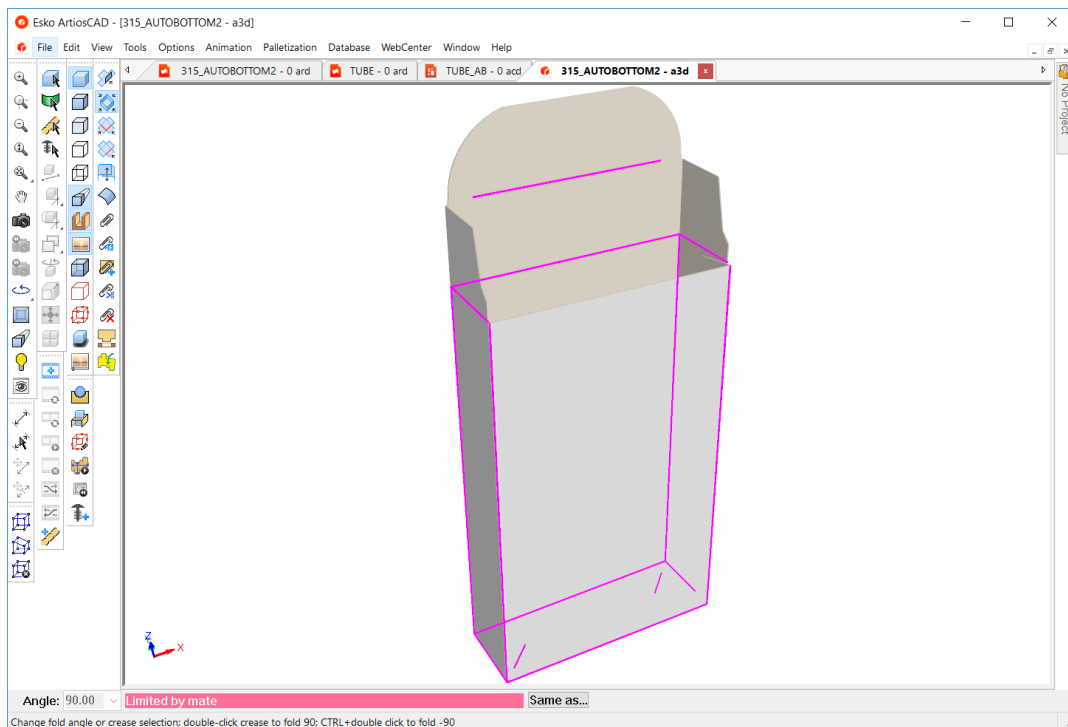 Esko ArtiosCAD - [315_AUTOBOTTOM2 - a3d]
File Edit View Tools Options Animation Palletization Database WebCenter Window Help
315_AUTOBOTTOM2 - 0 ard TUBE - 0 ard TUBE_AB - 0 acd 315_AUTOBOTTOM2 - a3d x
No Project
Z
X
Angle: 90.00 Limited by mate Same as...
Change fold angle or crease selection; double-click crease to fold 90; CTRL+double click to fold -90